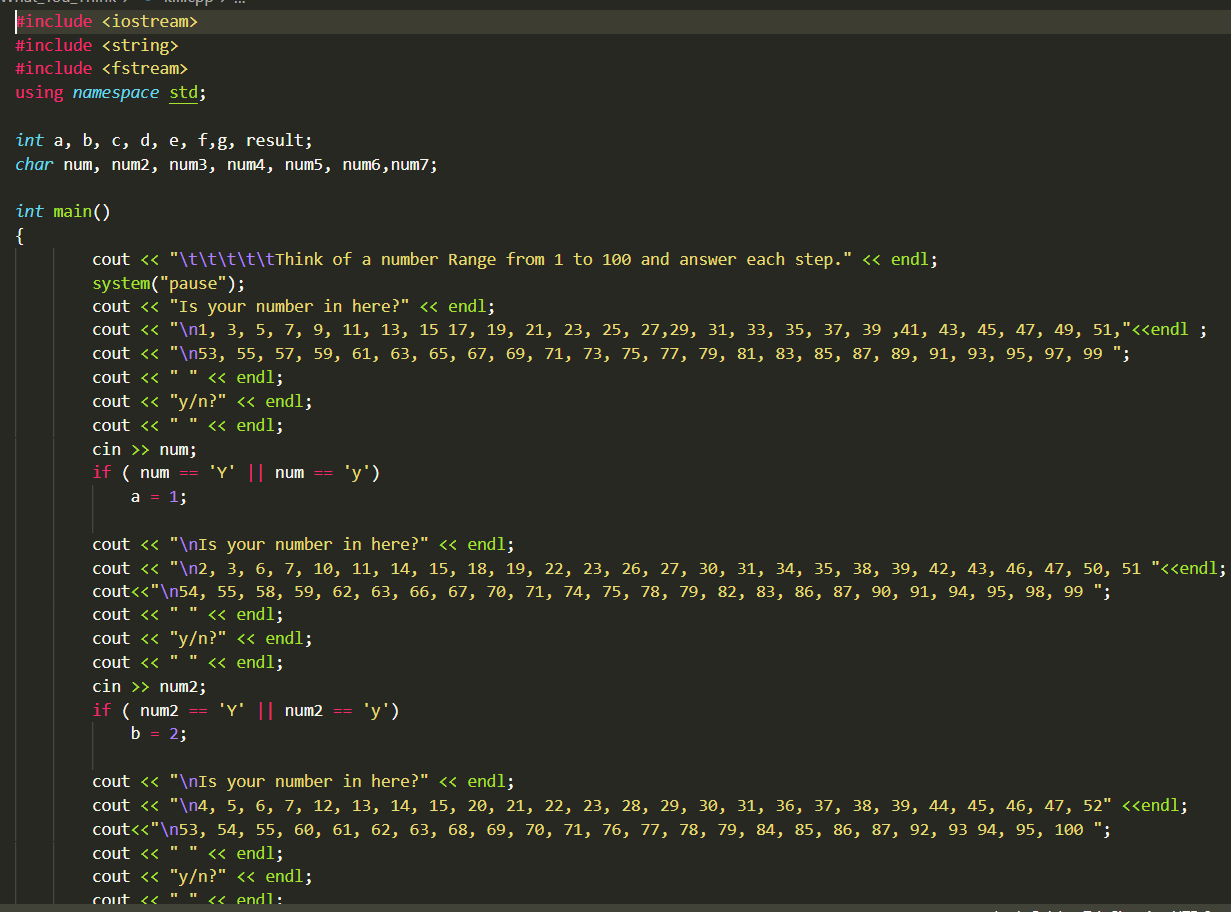 #include <iostream>
#include <string>
#include <fstream>
using namespace std;
int a, b, c, d, e, f,g, result;
char num, num2, num3, num4, num5, num6,num7;
int main()
{
cout << "\t\t\t\t\tThink of a number Range from 1 to 100 and answer each step." << endl;
system("pause");
cout << "Is your number in here?" << endl;
cout << "\n1, 3, 5, 7, 9, 11, 13, 15 17, 19, 21, 23, 25, 27,29, 31, 33, 35, 37, 39 ,41, 43, 45, 47, 49, 51,"<<endl ;
cout << "\n53, 55, 57, 59, 61, 63, 65, 67, 69, 71, 73, 75, 77, 79, 81, 83, 85, 87, 89, 91, 93, 95, 97, 99 ";
cout << " " << endl;
cout << "y/n?" << endl;
cout << " " << endl;
cin >> num;
if ( num == 'Y' || num == 'y')
a = 1;
cout << "\nIs your number in here?" << endl;
cout << "\n2, 3, 6, 7, 10, 11, 14, 15, 18, 19, 22, 23, 26, 27, 30, 31, 34, 35, 38, 39, 42, 43, 46, 47, 50, 51 "<<endl;
cout<<"\n54, 55, 58, 59, 62, 63, 66, 67, 70, 71, 74, 75, 78, 79, 82, 83, 86, 87, 90, 91, 94, 95, 98, 99 ";
cout << " " << endl;
cout << "y/n?" << endl;
cout << " " << endl;
cin >> num2;
if ( num2 == 'Y' || num2 == 'y')
b = 2;
cout << "\nIs your number in here?" << endl;
cout << "\n4, 5, 6, 7, 12, 13, 14, 15, 20, 21, 22, 23, 28, 29, 30, 31, 36, 37, 38, 39, 44, 45, 46, 47, 52" <<endl;
cout<<"\n53, 54, 55, 60, 61, 62, 63, 68, 69, 70, 71, 76, 77, 78, 79, 84, 85, 86, 87, 92, 93 94, 95, 100 ";
cout << " " << endl;
cout << "y/n?" << endl;
cout << " " << endl;